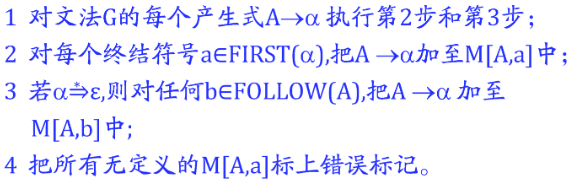 1 对文法G的每个产生式A→α 执行第2步和第3步；
2 对每个终结符号a∈FIRST(α),把A →α加至M[A,a]中；
3 若α⇒*ε,则对任何b∈FOLLOW(A),把A →α 加至
M[A,b]中;
4 把所有无定义的M[A,a]标上错误标记。